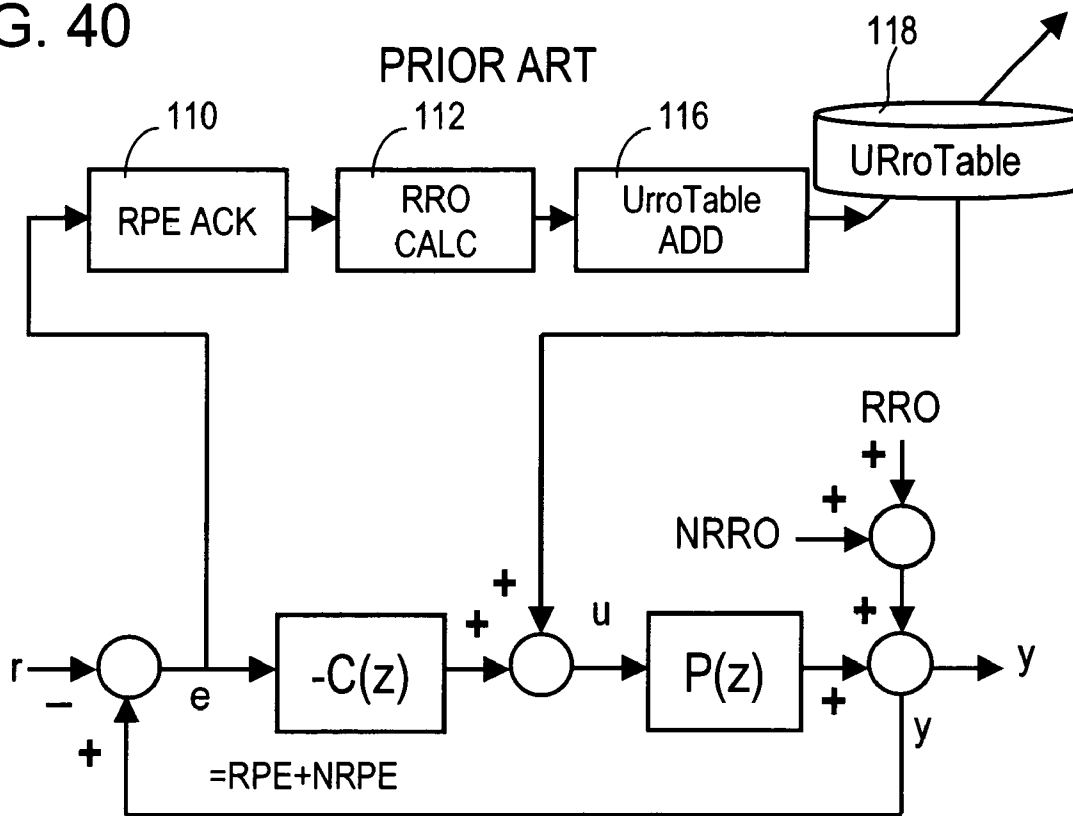 G. 40
PRIOR ART
118
110
112
116
URroTable
RPE ACK
RRO
CALC
UrroTable
ADD
RRO
+
+
NRRO
+
+
u
+
r
-C(z)
P(z)
y
−
e
+
y
+
=RPE+NRPE